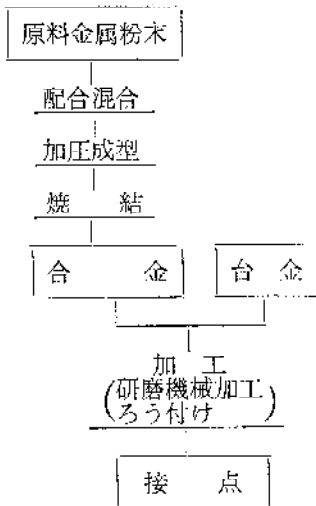 原料金属粉末
配合混合
加圧成型
焼 結
合 金 台 金
加 工
(研磨機械加工
ろう付け)
接 点